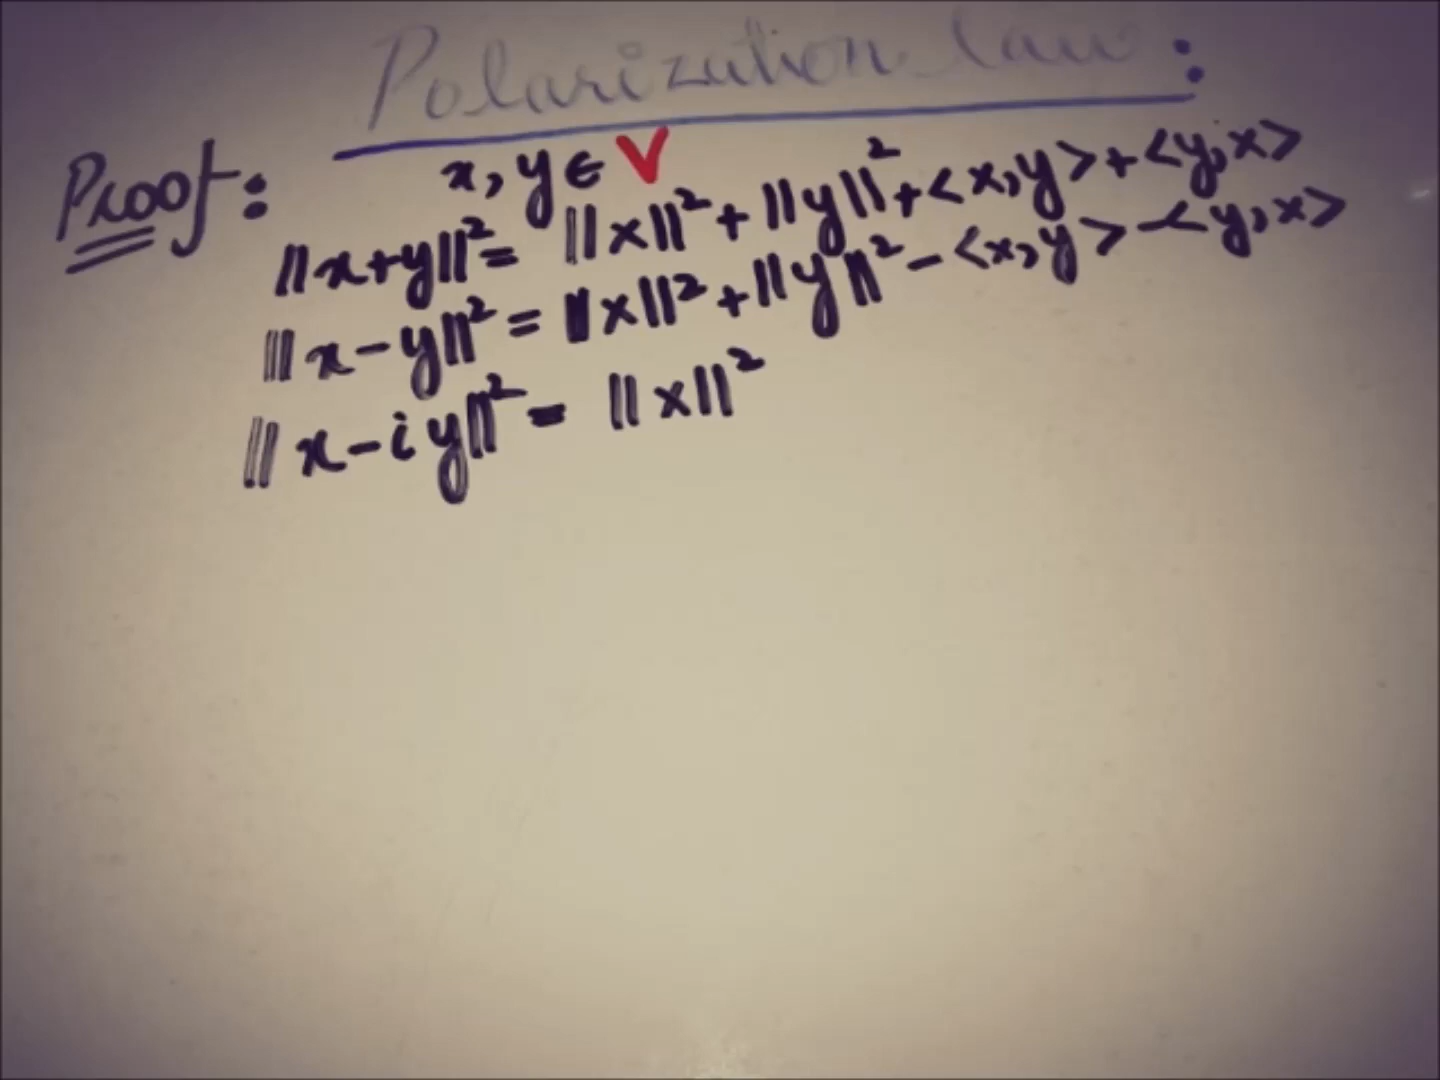 Polarization law:
Proof:
x, y ∈ V
||x+y||² = ||x||² + ||y||² + <x,y> + <y,x>
||x-y||² = ||x||² + ||y||² - <x,y> - <y,x>
||x-iy||² = ||x||²